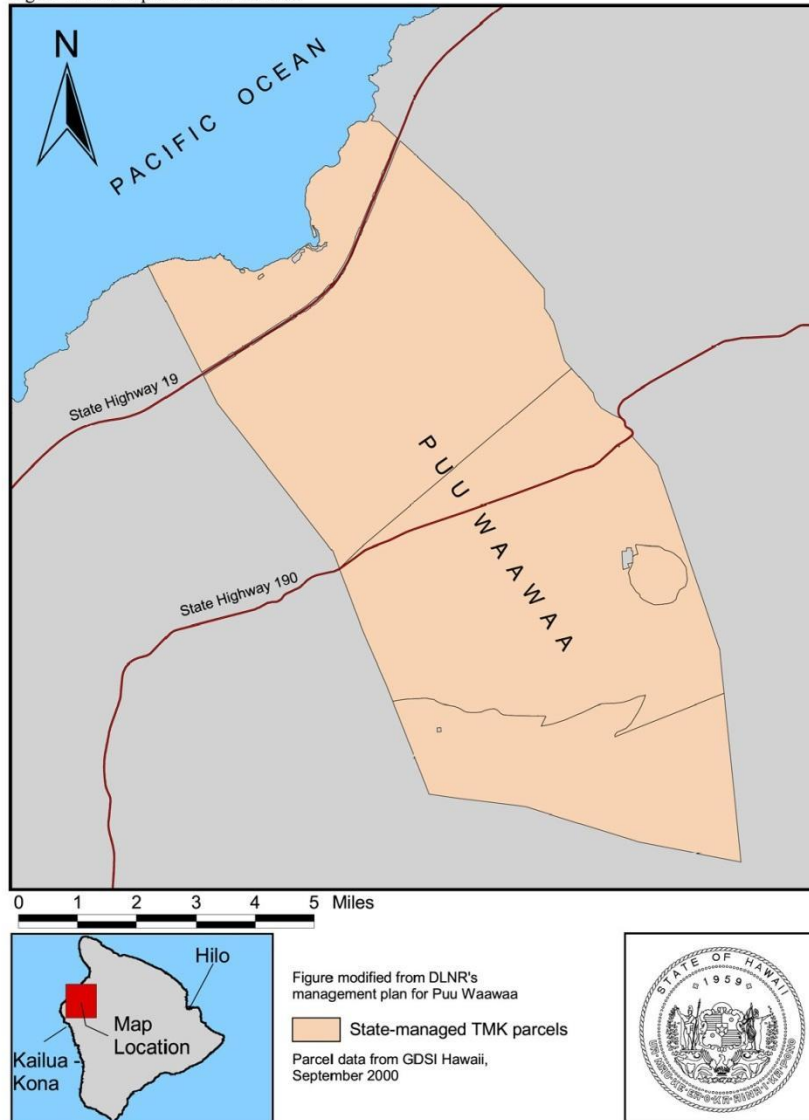 N
PACIFIC OCEAN
State Highway 19
PUU WAAWAA
State Highway 190
0 1 2 3 4 5 Miles
Hilo
Map
Location
Kailua
Kona
Figure modified from DLNR's
management plan for Puu Waawaa
State-managed TMK parcels
Parcel data from GDSI Hawaii,
September 2000
STATE OF HAWAII
1959